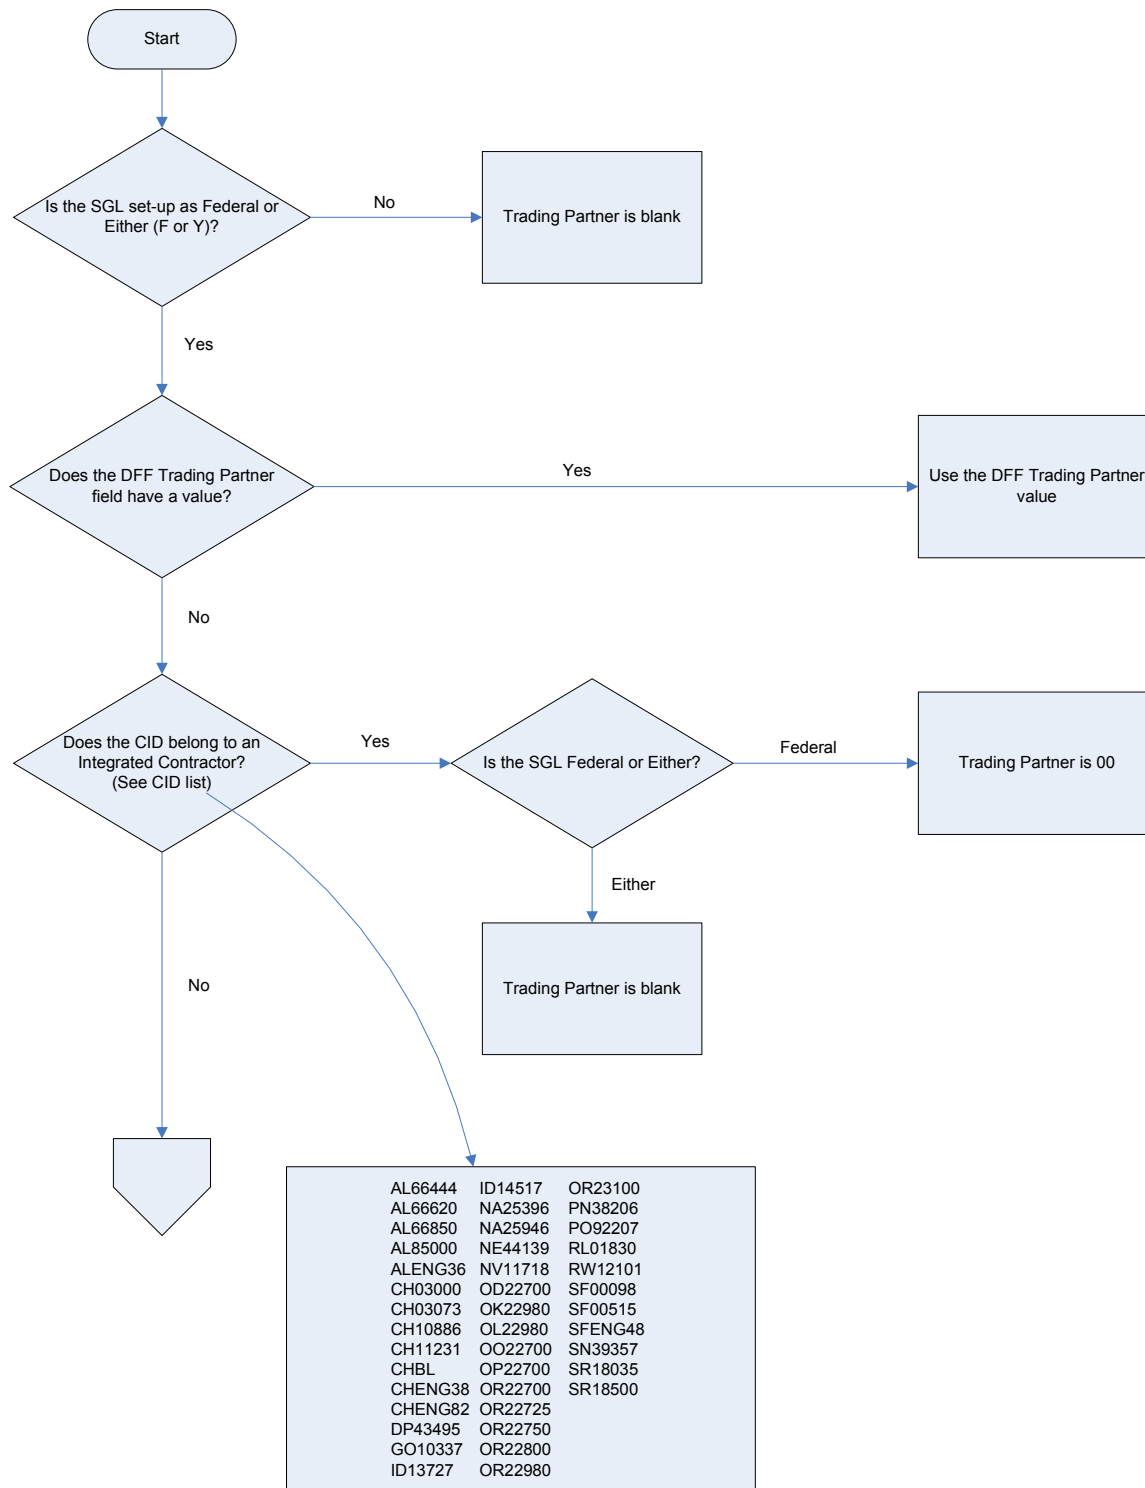 Start
Is the SGL set-up as Federal or
Either (F or Y)?
No
Trading Partner is blank
Yes
Does the DFF Trading Partner
field have a value?
Yes
Use the DFF Trading Partner
value
No
Does the CID belong to an
Integrated Contractor?
(See CID list)
Yes
Is the SGL Federal or Either?
Federal
Trading Partner is 00
Either
Trading Partner is blank
No
AL66444 ID14517 OR23100
AL66620 NA25396 PN38206
AL66850 NA25946 PO92207
AL85000 NE44139 RL01830
ALENG36 NV11718 RW12101
CH03000 OD22700 SF00098
CH03073 OK22980 SF00515
CH10886 OL22980 SFENG48
CH11231 OO22700 SN39357
CHBL OP22700 SR18035
CHENG38 OR22700 SR18500
CHENG82 OR22725
DP43495 OR22750
GO10337 OR22800
ID13727 OR22980